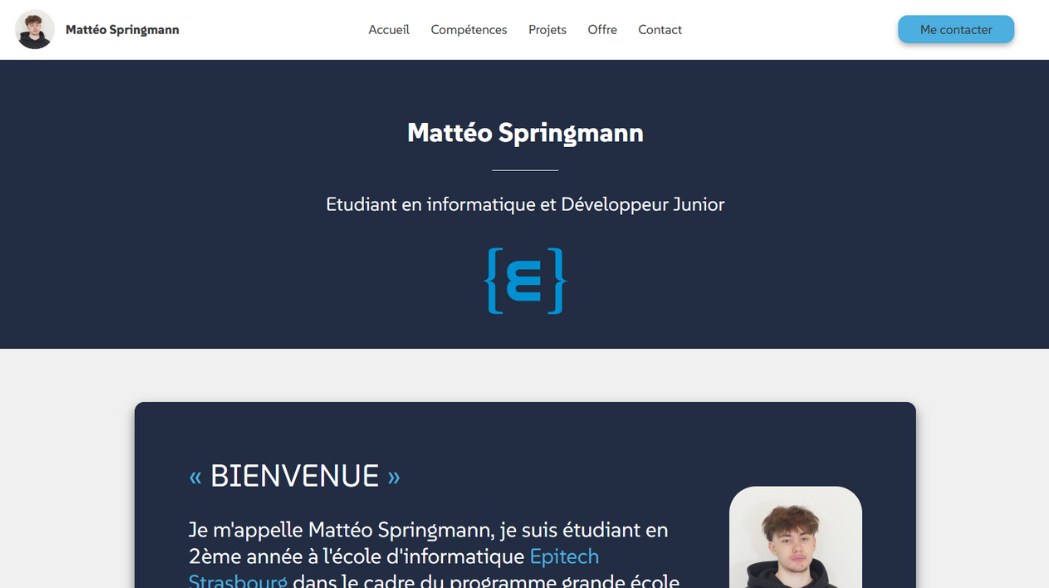 Mattéo Springmann
Accueil Compétences Projets Offre Contact
Me contacter
Mattéo Springmann
Etudiant en informatique et Développeur Junior
« BIENVENUE »
Je m'appelle Mattéo Springmann, je suis étudiant en
2ème année à l'école d'informatique Epitech
Strasbourg dans le cadre du programme grande école